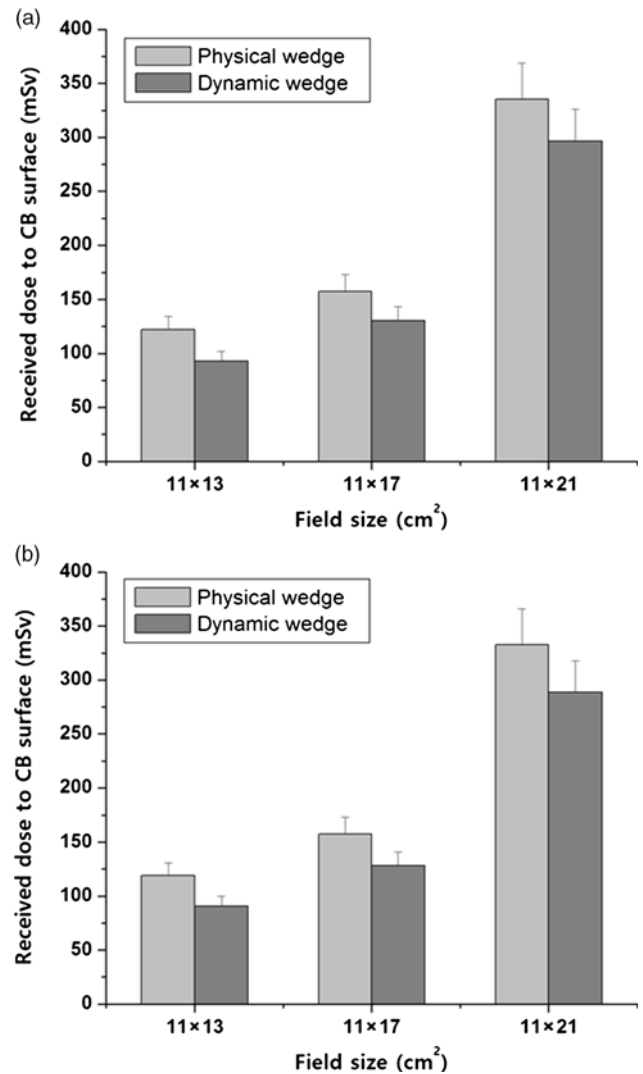 (a)
400
350
300
250
200
150
100
50
0
Received dose to CB surface (mSv)
Physical wedge
Dynamic wedge
11×13
11×17
11×21
Field size (cm²)
(b)
400
350
300
250
200
150
100
50
0
Received dose to CB surface (mSv)
Physical wedge
Dynamic wedge
11×13
11×17
11×21
Field size (cm²)